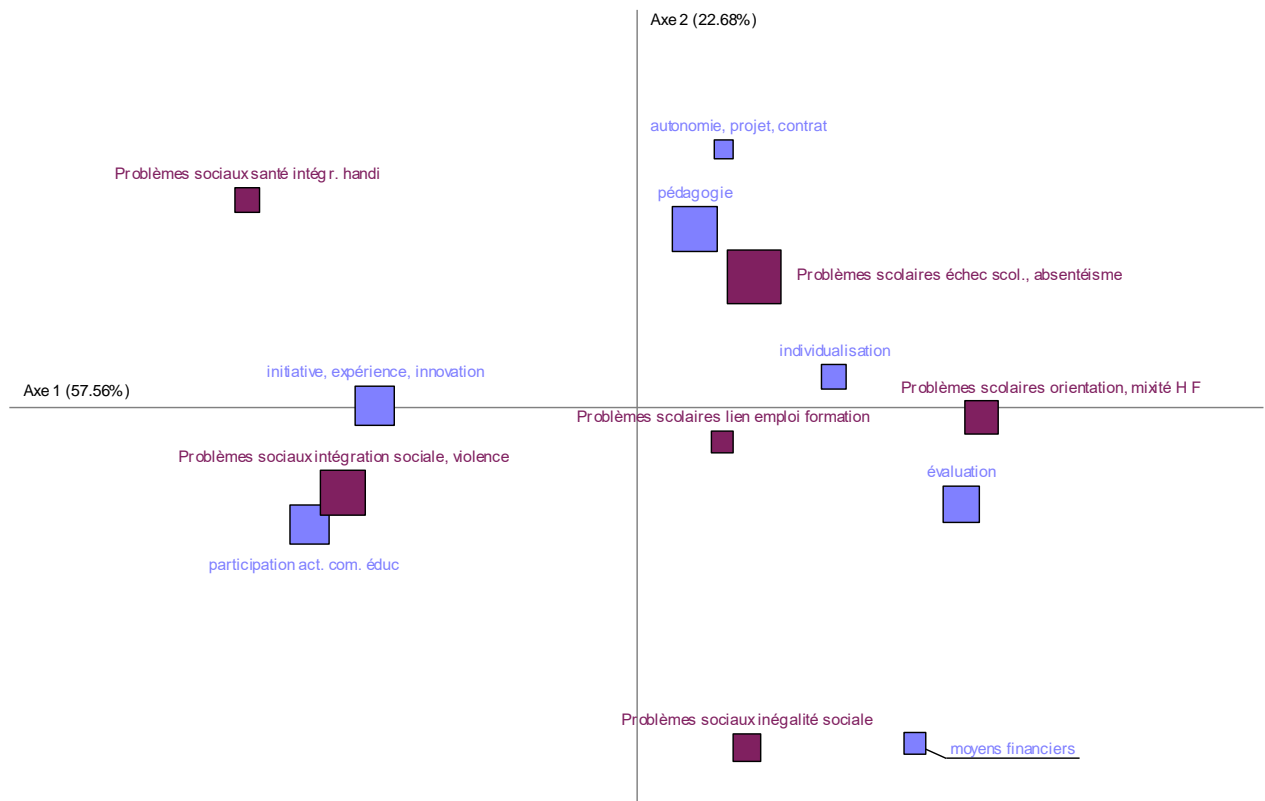 Axe 2 (22.68%)
autonomie, projet, contrat
Problèmes sociaux santé intégr. handi
pédagogie
Problèmes scolaires échec scol., absentéisme
individualisation
initiative, expérience, innovation
Axe 1 (57.56%)
Problèmes scolaires orientation, mixité H F
Problèmes scolaires lien emploi formation
Problèmes sociaux intégration sociale, violence
évaluation
participation act. com. éduc
Problèmes sociaux inégalité sociale
moyens financiers